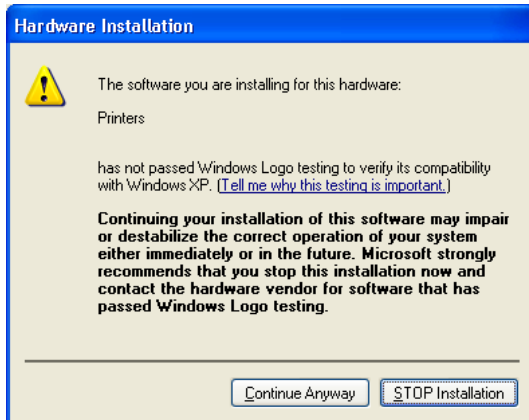 Hardware Installation
The software you are installing for this hardware:
Printers
has not passed Windows Logo testing to verify its compatibility
with Windows XP. (Tell me why this testing is important.)
Continuing your installation of this software may impair
or destabilize the correct operation of your system
either immediately or in the future. Microsoft strongly
recommends that you stop this installation now and
contact the hardware vendor for software that has
passed Windows Logo testing.
Continue Anyway
STOP Installation